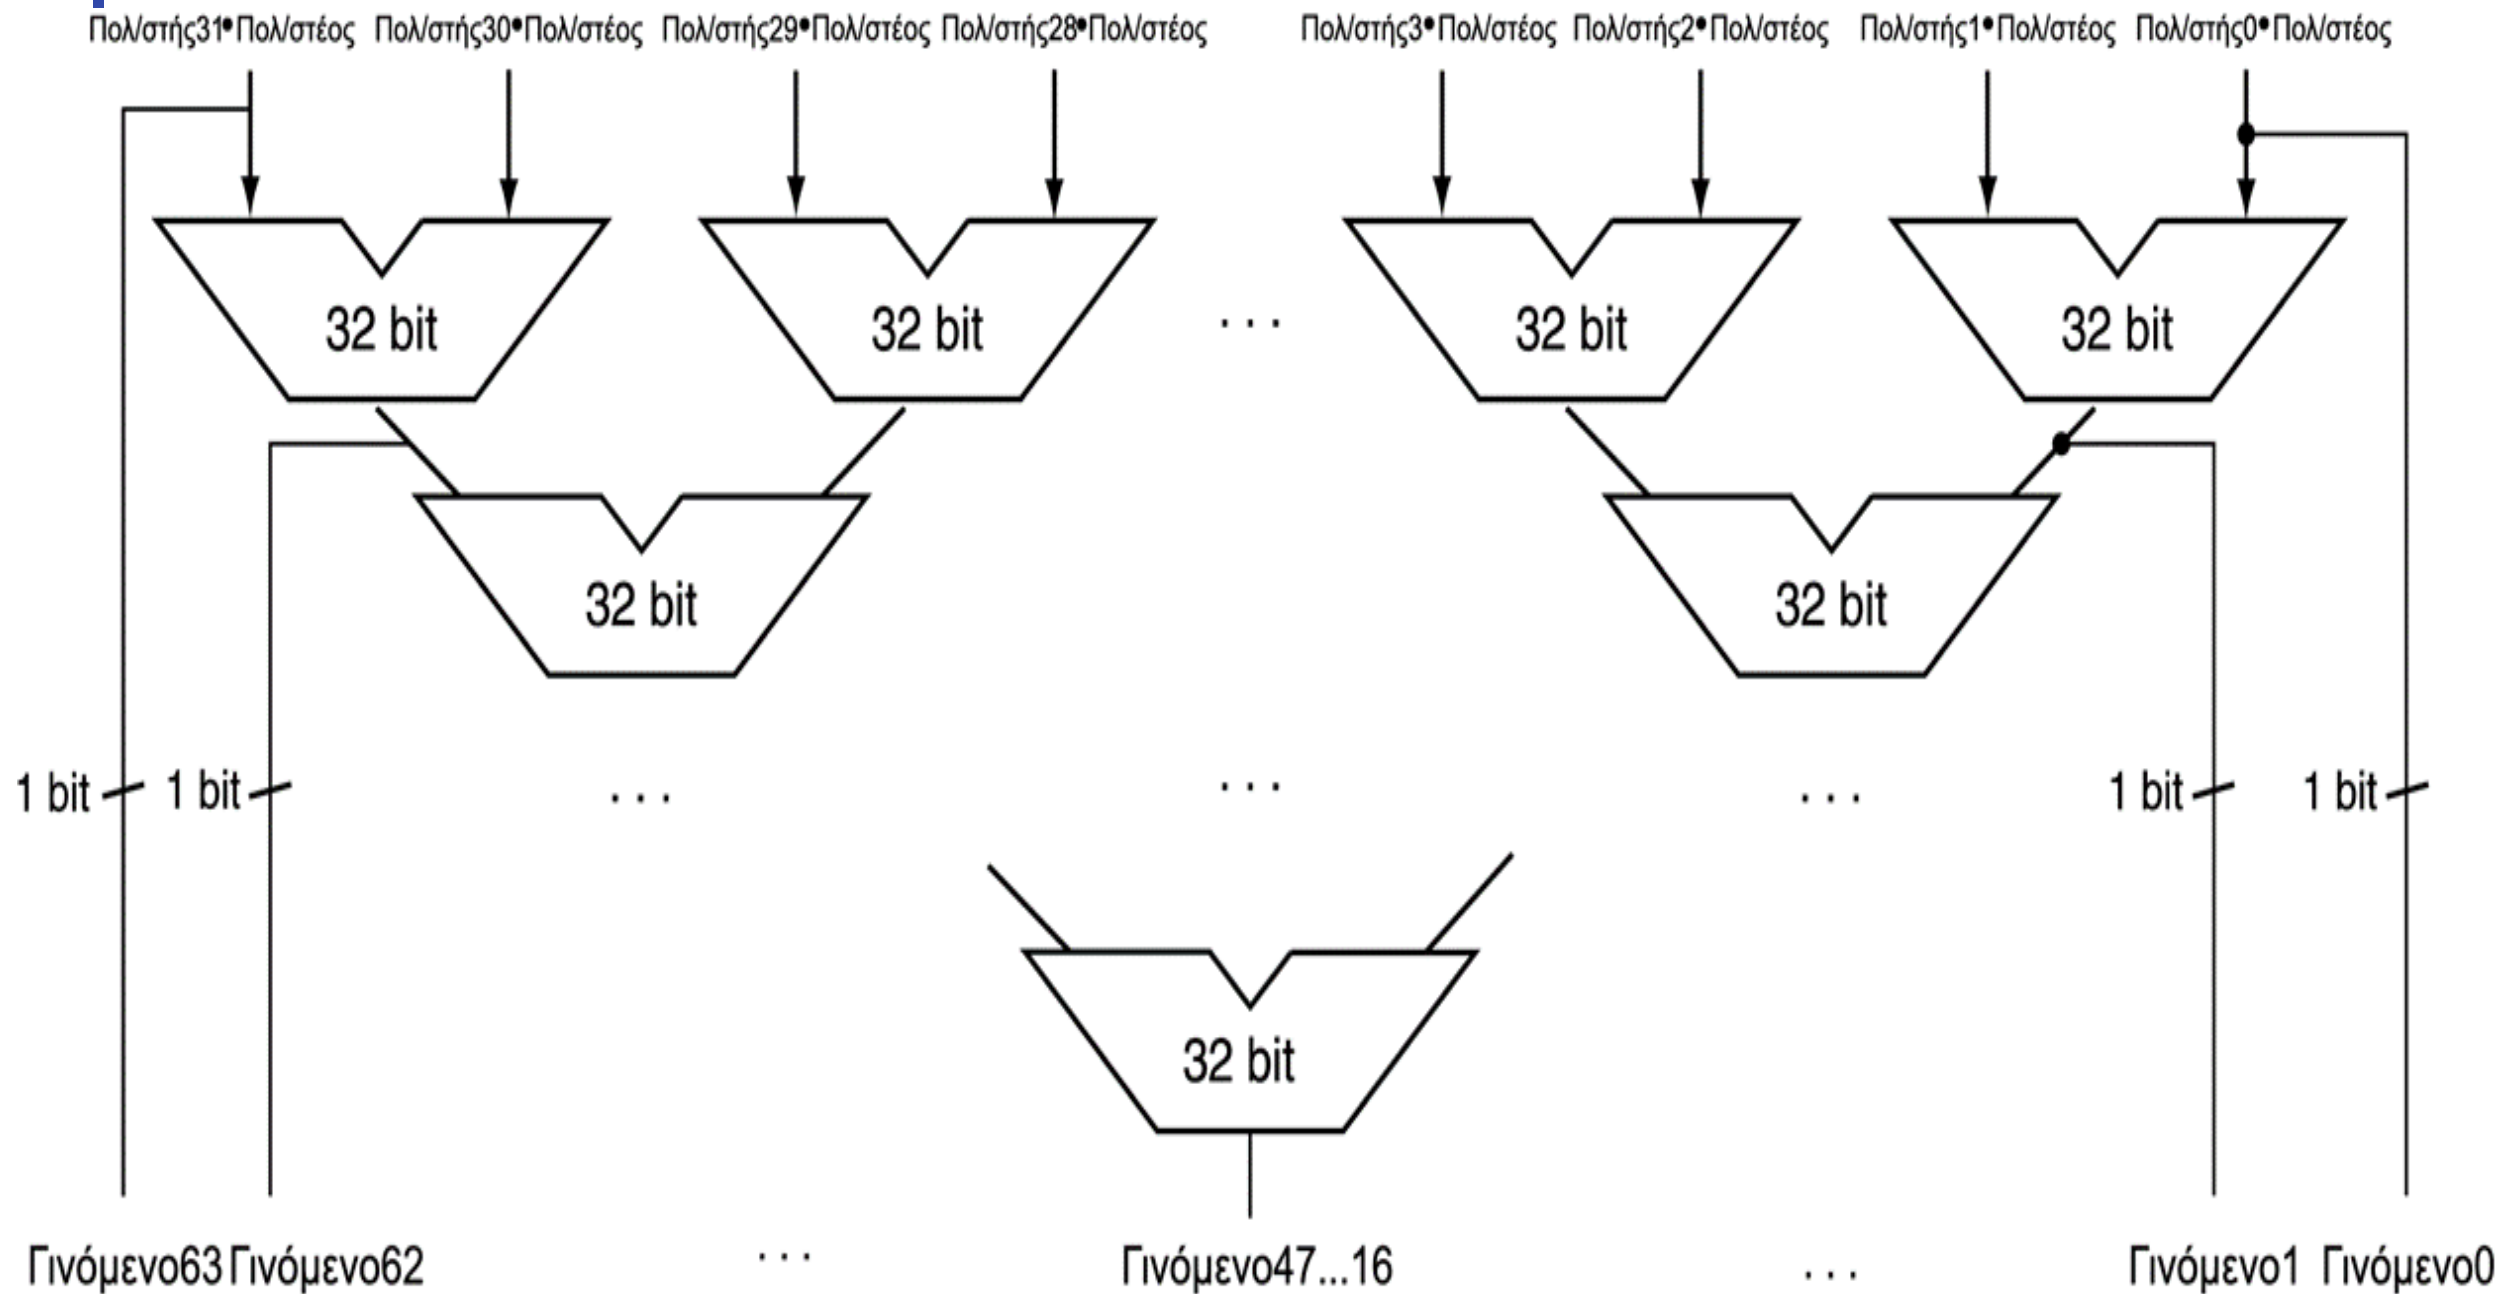 Πολ/στής31•Πολ/στέος Πολ/στής30•Πολ/στέος Πολ/στής29•Πολ/στέος Πολ/στής28•Πολ/στέος Πολ/στής3•Πολ/στέος Πολ/στής2•Πολ/στέος Πολ/στής1•Πολ/στέος Πολ/στής0•Πολ/στέος
32 bit 32 bit . . . 32 bit 32 bit
32 bit 32 bit
1 bit 1 bit . . . . . . . . . 1 bit 1 bit
32 bit
Γινόμενο63 Γινόμενο62 . . . Γινόμενο47...16 . . . Γινόμενο1 Γινόμενο0